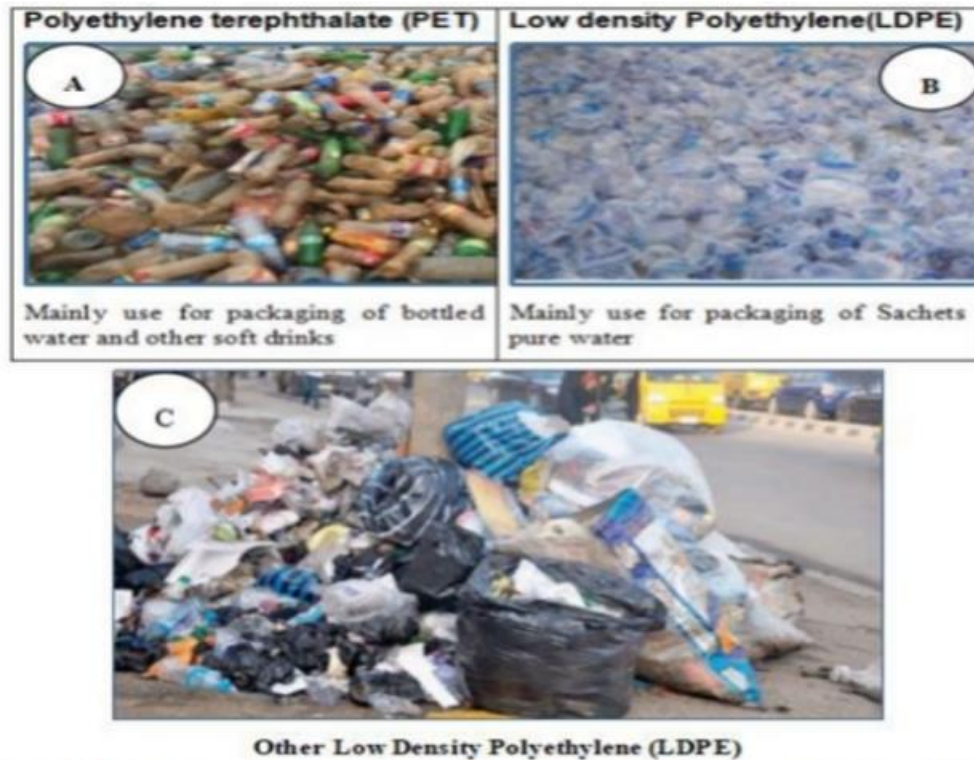 Polyethylene terephthalate (PET)
Low density Polyethylene(LDPE)
A
B
Mainly use for packaging of bottled
water and other soft drinks
Mainly use for packaging of Sachets
pure water
C
Other Low Density Polyethylene (LDPE)